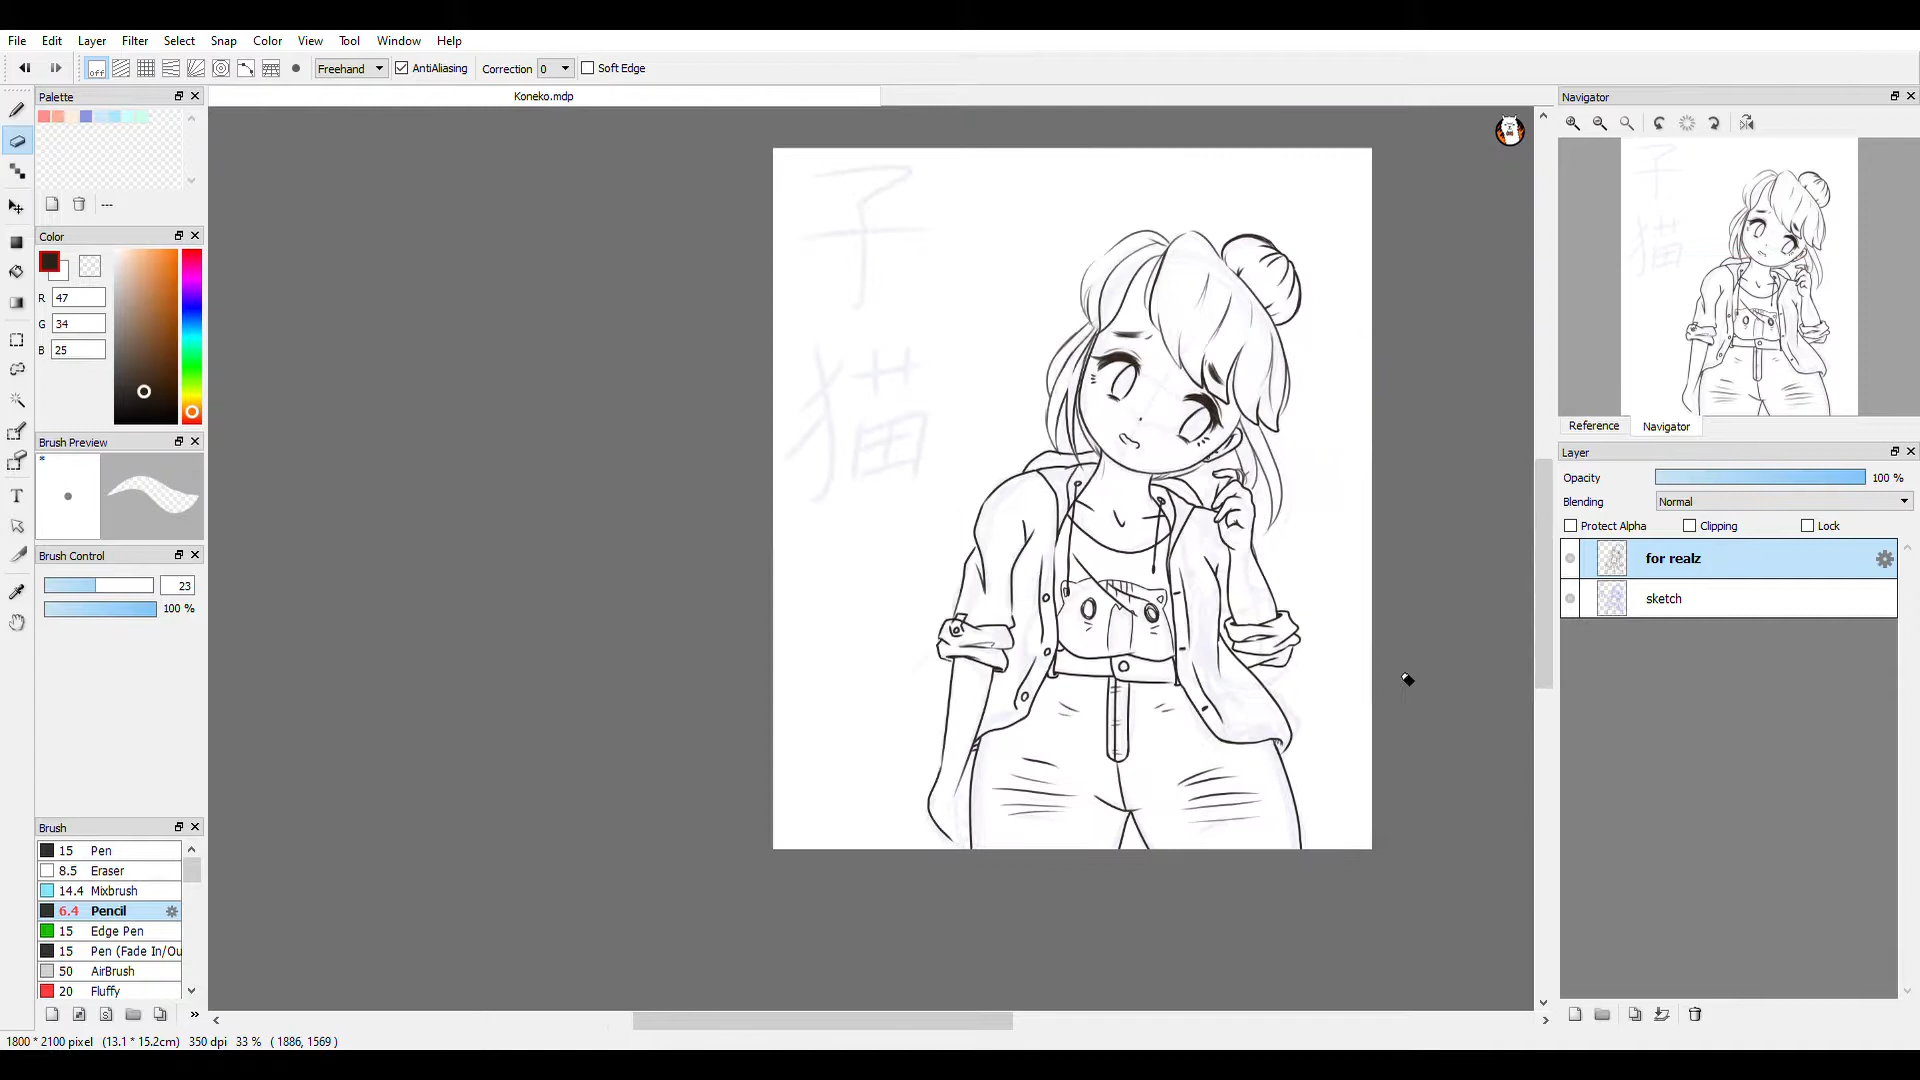 File Edit Layer Filter Select Snap Color View Tool Window Help
off Freehand AntiAliasing Correction 0 Soft Edge
Palette
Koneko.mdp
Navigator
---
Color
R 47
G 34
B 25
子
猫
Brush Preview
Reference Navigator
Layer
Opacity 100 %
Blending Normal
Protect Alpha Clipping Lock
for realz
sketch
Brush Control
23
100 %
T
Brush
15 Pen
8.5 Eraser
14.4 Mixbrush
6.4 Pencil
15 Edge Pen
15 Pen (Fade In/Ou
50 AirBrush
20 Fluffy
S
1800 * 2100 pixel (13.1 * 15.2cm) 350 dpi 33 % ( 1886, 1569 )